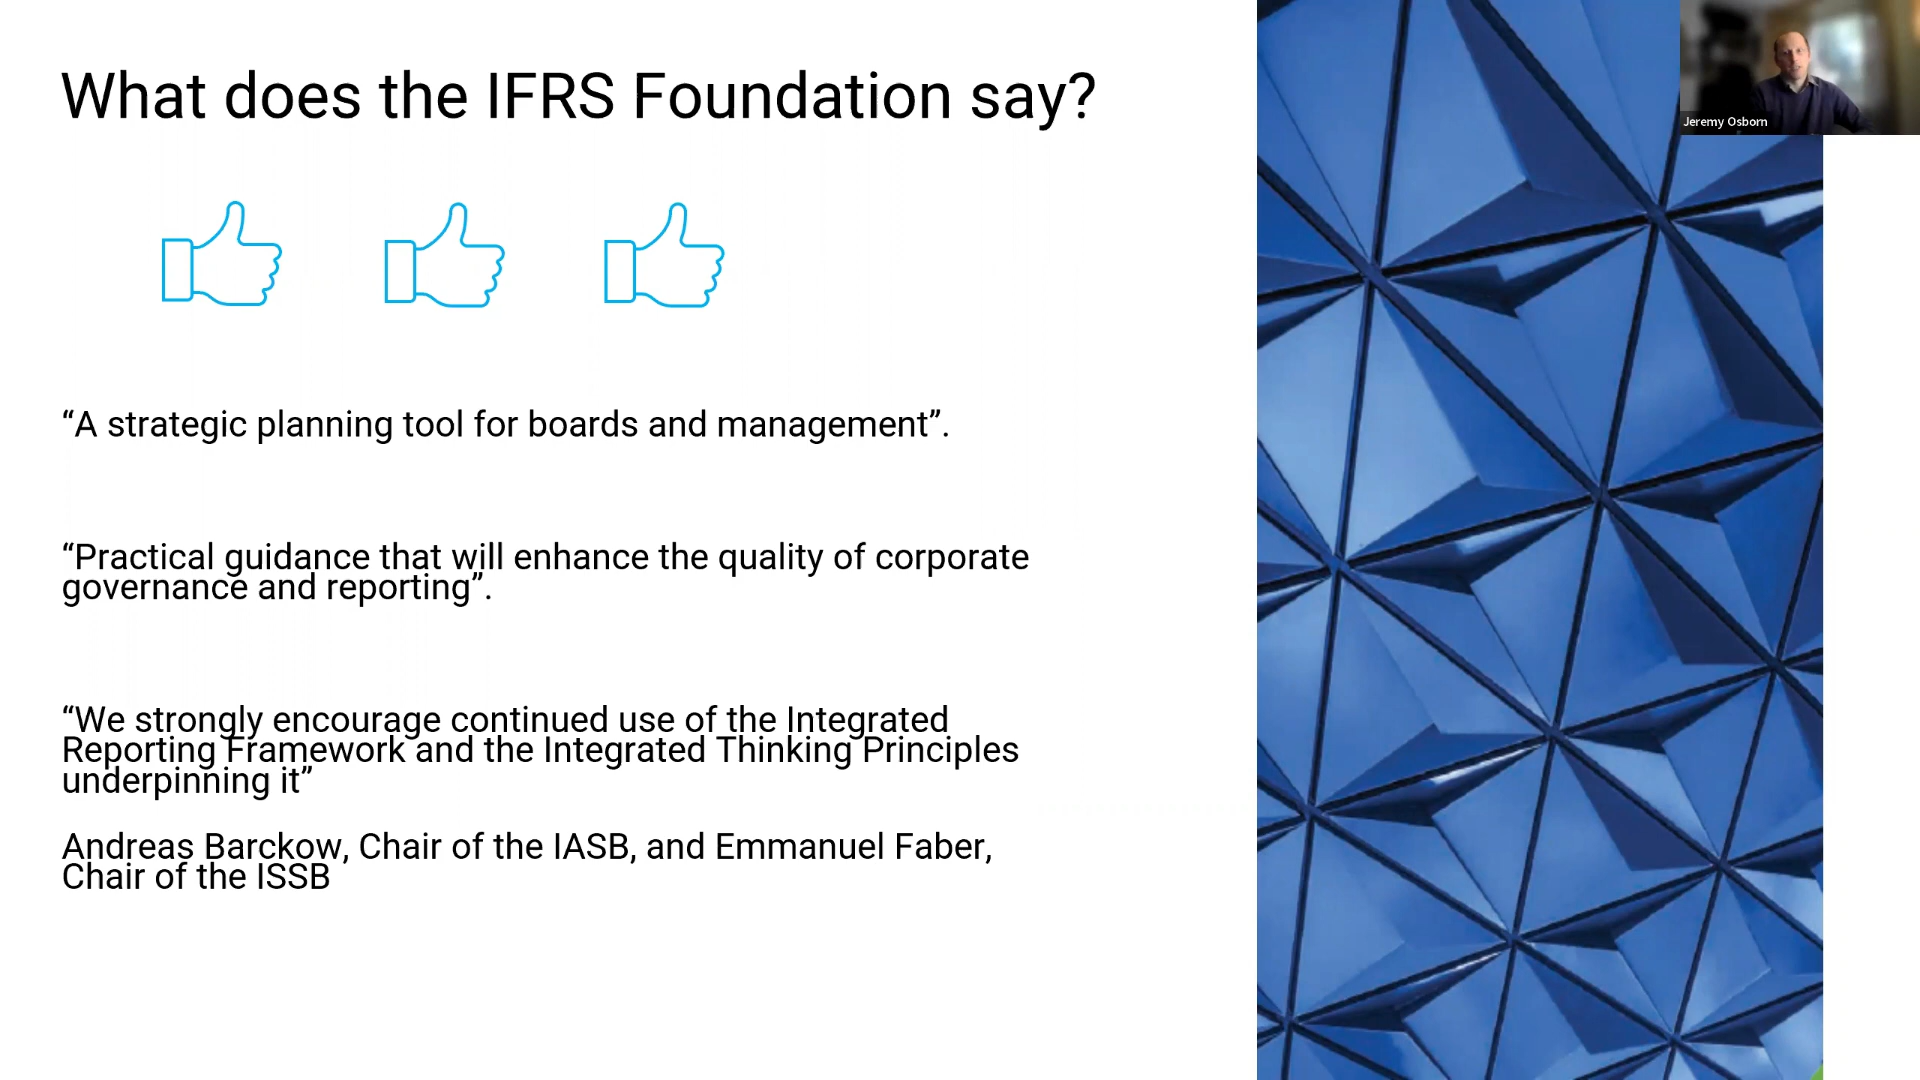 What does the IFRS Foundation say?
Jeremy Osborn
“A strategic planning tool for boards and management”.
“Practical guidance that will enhance the quality of corporate
governance and reporting”.
“We strongly encourage continued use of the Integrated
Reporting Framework and the Integrated Thinking Principles
underpinning it”
Andreas Barckow, Chair of the IASB, and Emmanuel Faber,
Chair of the ISSB